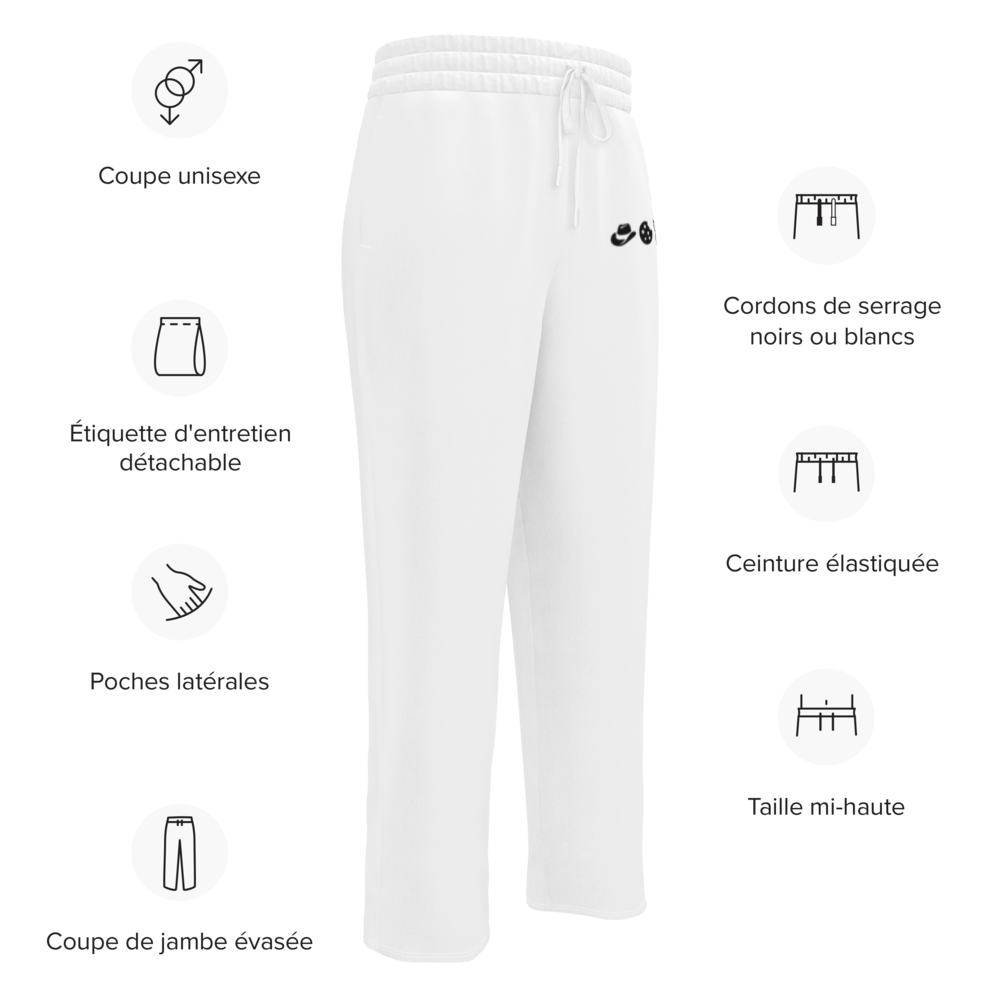 Coupe unisexe
Étiquette d'entretien
détachable
Poches latérales
Coupe de jambe évasée
Cordons de serrage
noirs ou blancs
Ceinture élastiquée
Taille mi-haute